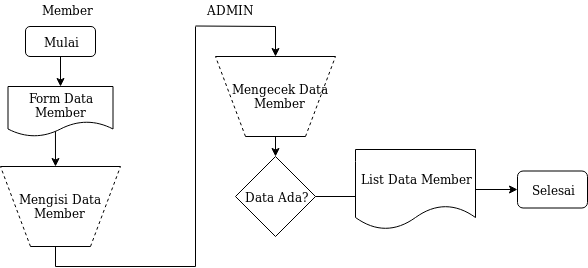 Member
ADMIN
Mulai
Form Data
Member
Mengisi Data
Member
Mengecek Data
Member
Data Ada?
List Data Member
Selesai